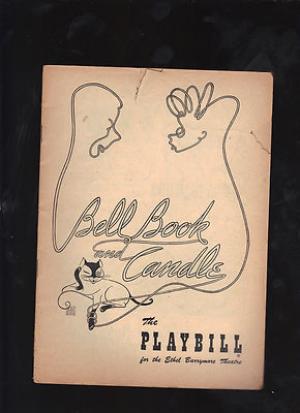 Bell Book
and Candle
The
PLAYBILL
for the Ethel Barrymore Theatre